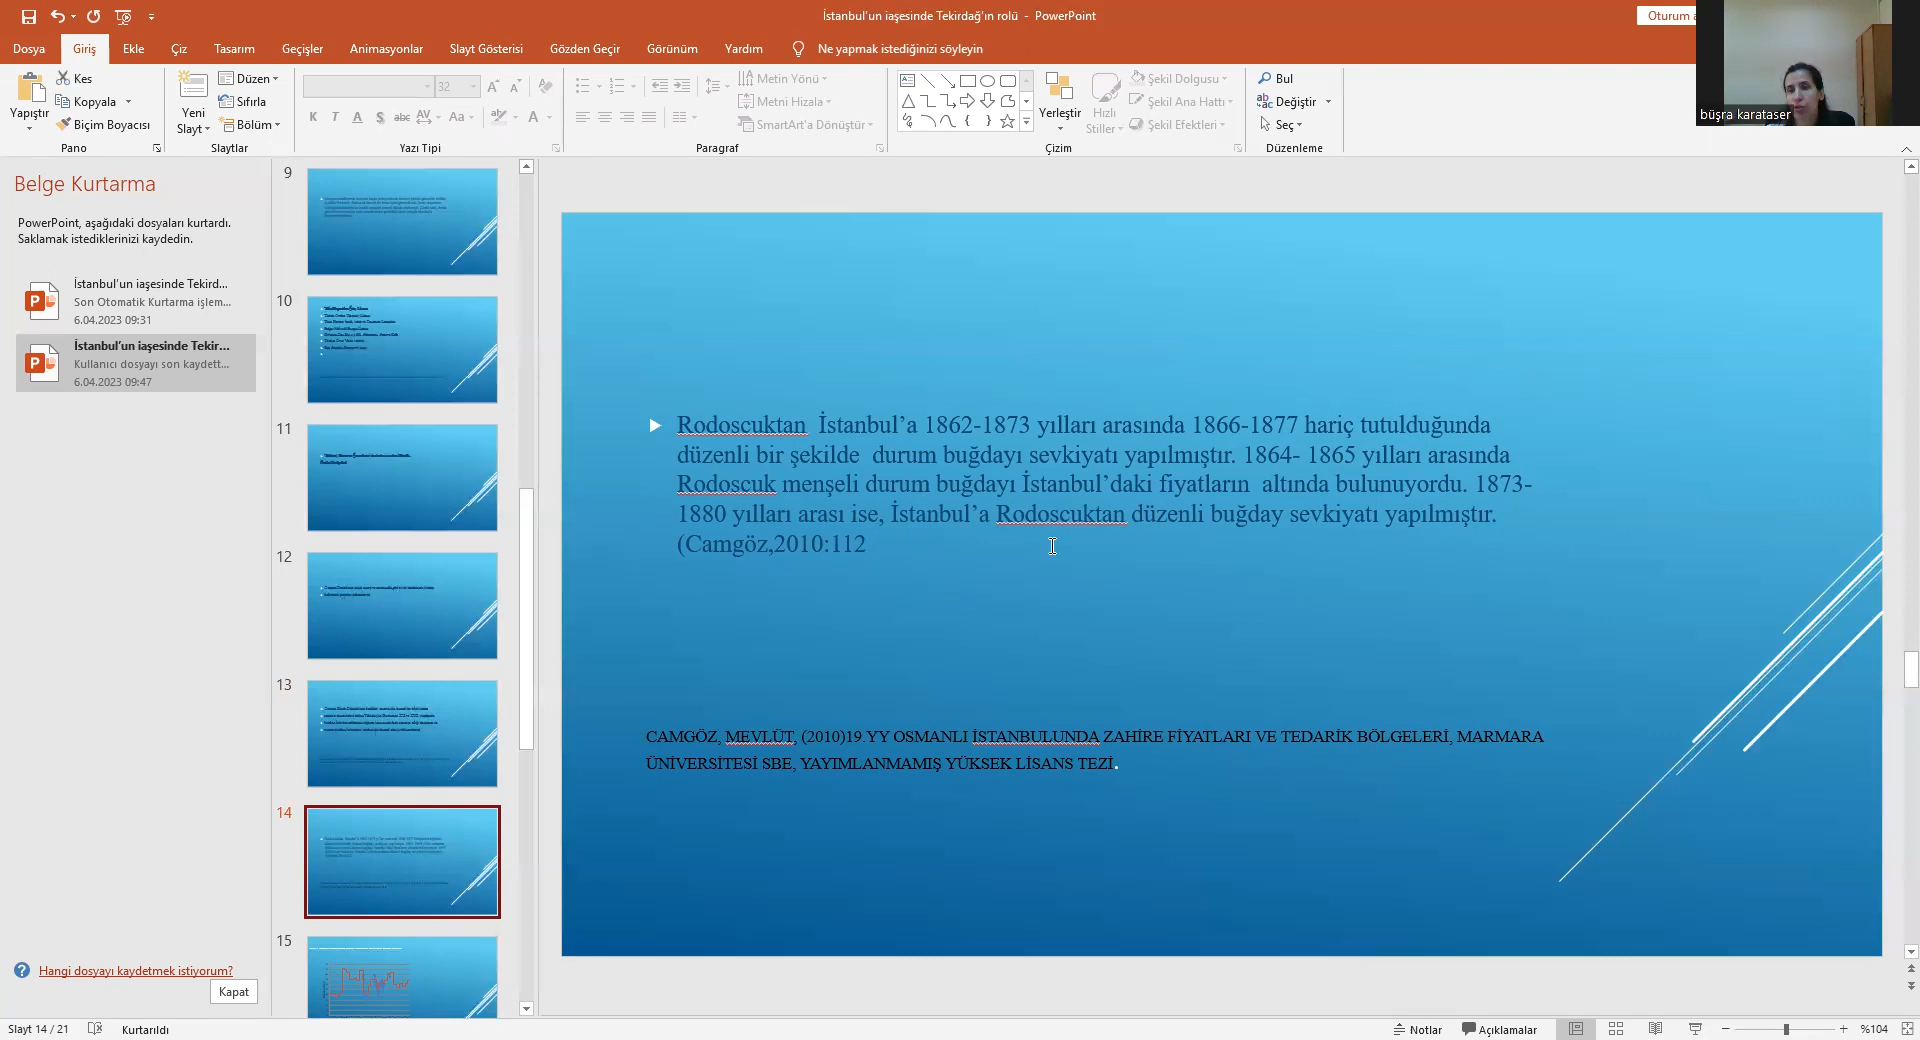 İstanbul'un iaşesinde Tekirdağ'ın rolü - PowerPoint
Oturum a
Dosya Giriş Ekle Çiz Tasarım Geçişler Animasyonlar Slayt Gösterisi Gözden Geçir Görünüm Yardım Ne yapmak istediğinizi söyleyin
Yapıştır
Kes
Kopyala
Biçim Boyacısı
Pano
Yeni
Slayt
Düzen
Sıfırla
Bölüm
Slaytlar
32
K T A S abc AV Aa A
Yazı Tipi
Metin Yönü
Metni Hizala
SmartArt'a Dönüştür
Paragraf
Yerleştir
Hızlı
Stiller
Şekil Dolgusu
Şekil Ana Hattı
Şekil Efektleri
Çizim
Bul
Değiştir
Seç
Düzenleme
büşra karataser
Belge Kurtarma
PowerPoint, aşağıdaki dosyaları kurtardı.
Saklamak istediklerinizi kaydedin.
İstanbul'un iaşesinde Tekird...
Son Otomatik Kurtarma işlem...
6.04.2023 09:31
İstanbul'un iaşesinde Tekir...
Kullanıcı dosyayı son kaydett...
6.04.2023 09:47
Hangi dosyayı kaydetmek istiyorum?
Kapat
9
10
11
12
13
14
15
Rodoscuktan İstanbul'a 1862-1873 yılları arasında 1866-1877 hariç tutulduğunda
düzenli bir şekilde durum buğdayı sevkiyatı yapılmıştır. 1864- 1865 yılları arasında
Rodoscuk menşeli durum buğdayı İstanbul'daki fiyatların altında bulunuyordu. 1873-
1880 yılları arası ise, İstanbul'a Rodoscuktan düzenli buğday sevkiyatı yapılmıştır.
(Camgöz,2010:112
CAMGÖZ, MEVLÜT, (2010)19.YY OSMANLI İSTANBULUNDA ZAHİRE FİYATLARI VE TEDARİK BÖLGELERİ, MARMARA
ÜNİVERSİTESİ SBE, YAYIMLANMAMIŞ YÜKSEK LİSANS TEZİ.
Slayt 14 / 21 Kurtarıldı Notlar Açıklamalar %104